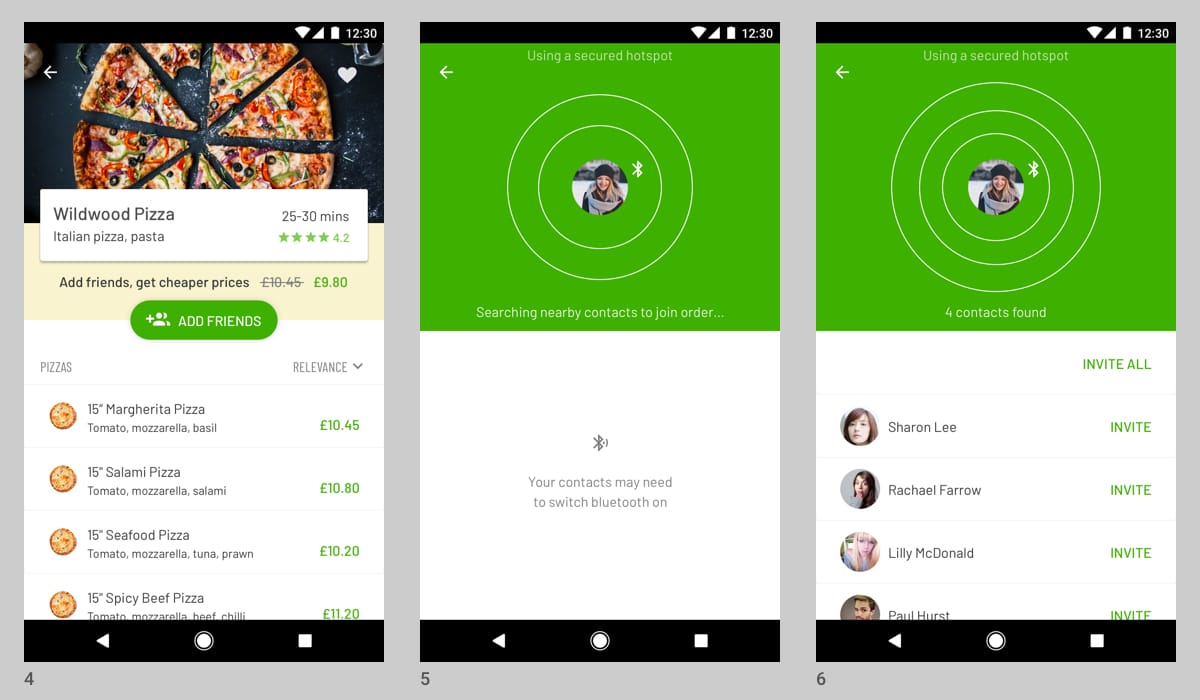 12:30
Wildwood Pizza
25-30 mins
Italian pizza, pasta
4.2
Add friends, get cheaper prices £10.45 £9.80
ADD FRIENDS
PIZZAS
RELEVANCE
15" Margherita Pizza
Tomato, mozzarella, basil
£10.45
15" Salami Pizza
Tomato, mozzarella, salami
£10.80
15" Seafood Pizza
Tomato, mozzarella, tuna, prawn
£10.20
15" Spicy Beef Pizza
Tomato, mozzarella, beef, chilli
£11.20
4
12:30
Using a secured hotspot
Searching nearby contacts to join order...
Your contacts may need
to switch bluetooth on
5
12:30
Using a secured hotspot
4 contacts found
INVITE ALL
Sharon Lee
INVITE
Rachael Farrow
INVITE
Lilly McDonald
INVITE
Paul Hurst
INVITE
6